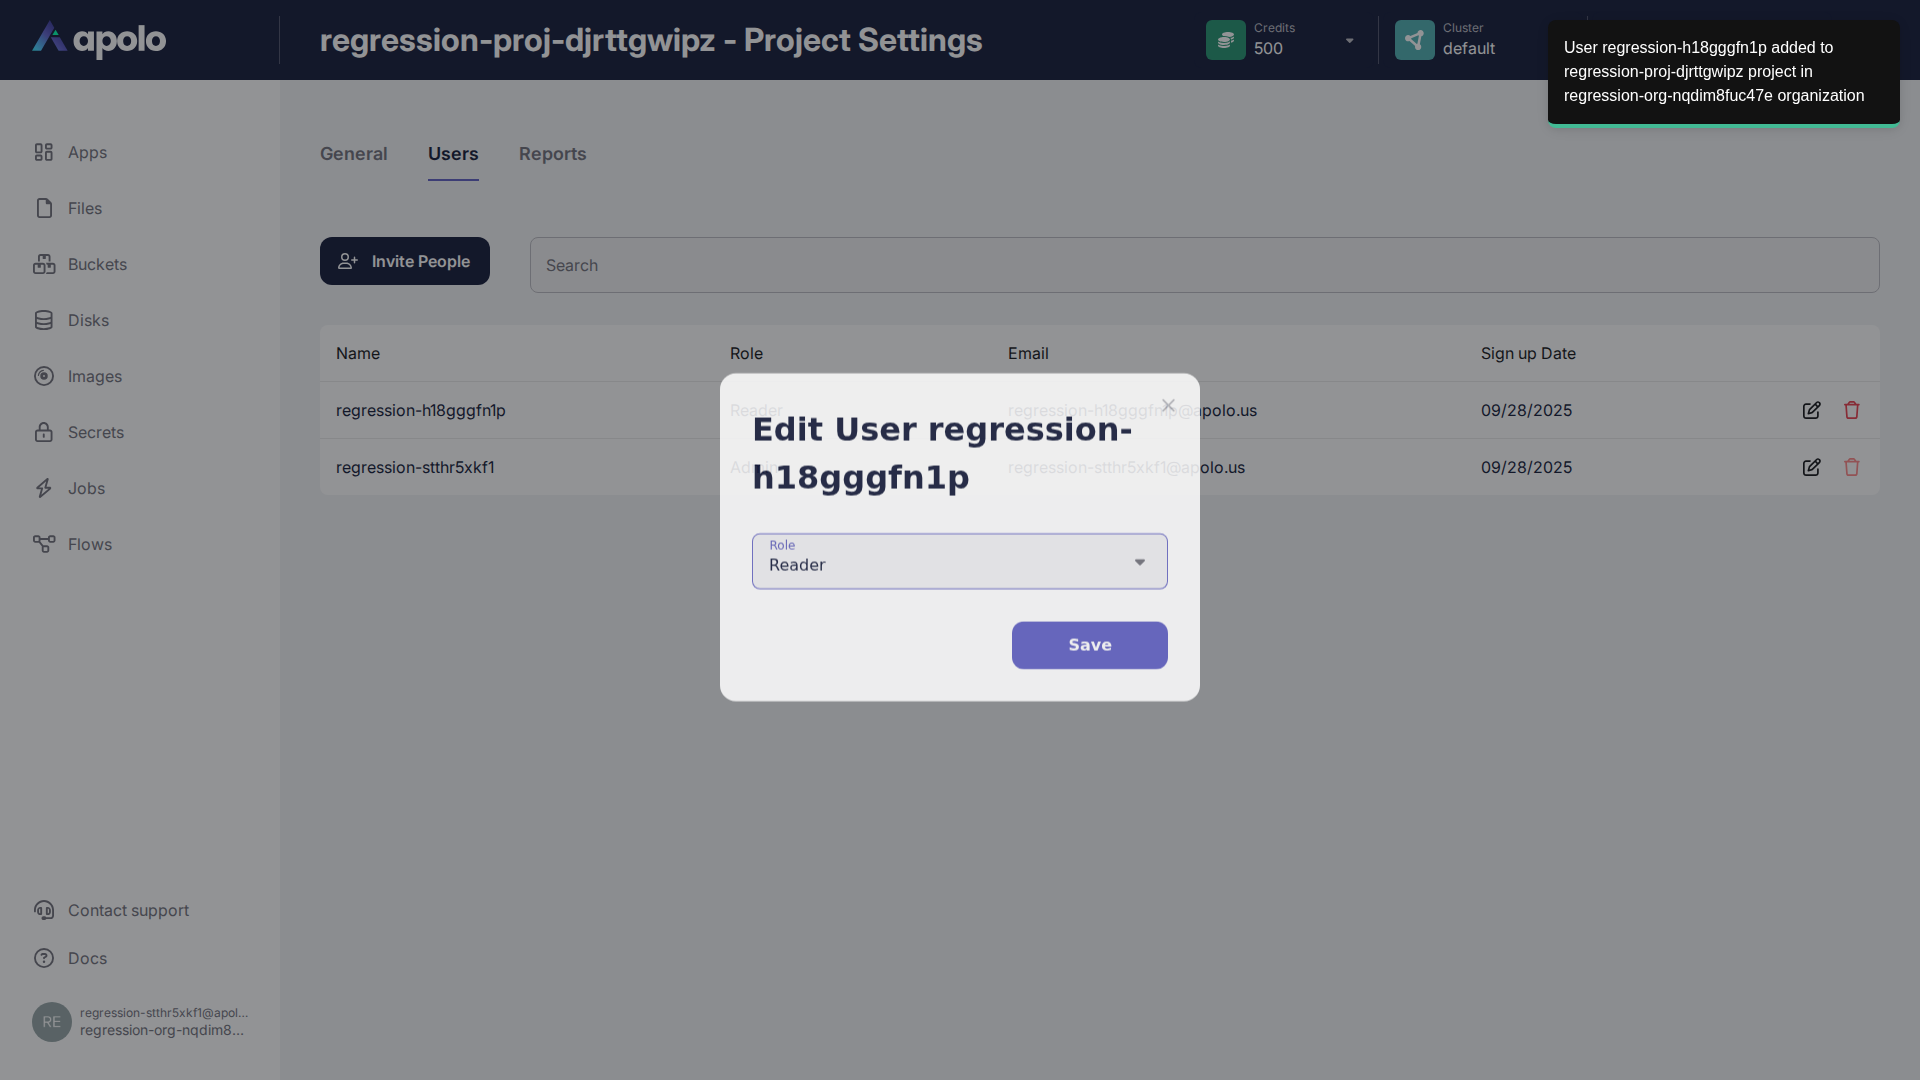 apolo
regression-proj-djrttgwipz - Project Settings
Credits
500
Cluster
default
User regression-h18gggfn1p added to
regression-proj-djrttgwipz project in
regression-org-nqdim8fuc47e organization
Apps
Files
Buckets
Disks
Images
Secrets
Jobs
Flows
Contact support
Docs
RE
regression-stthr5xkf1@apol...
regression-org-nqdim8...
General
Users
Reports
Invite People
Search
Name
Role
Email
Sign up Date
regression-h18gggfn1p
Reader
regression-h18gggfn1p@apolo.us
09/28/2025
regression-stthr5xkf1
Admin
regression-stthr5xkf1@apolo.us
09/28/2025
Edit User regression-
h18gggfn1p
Role
Reader
Save